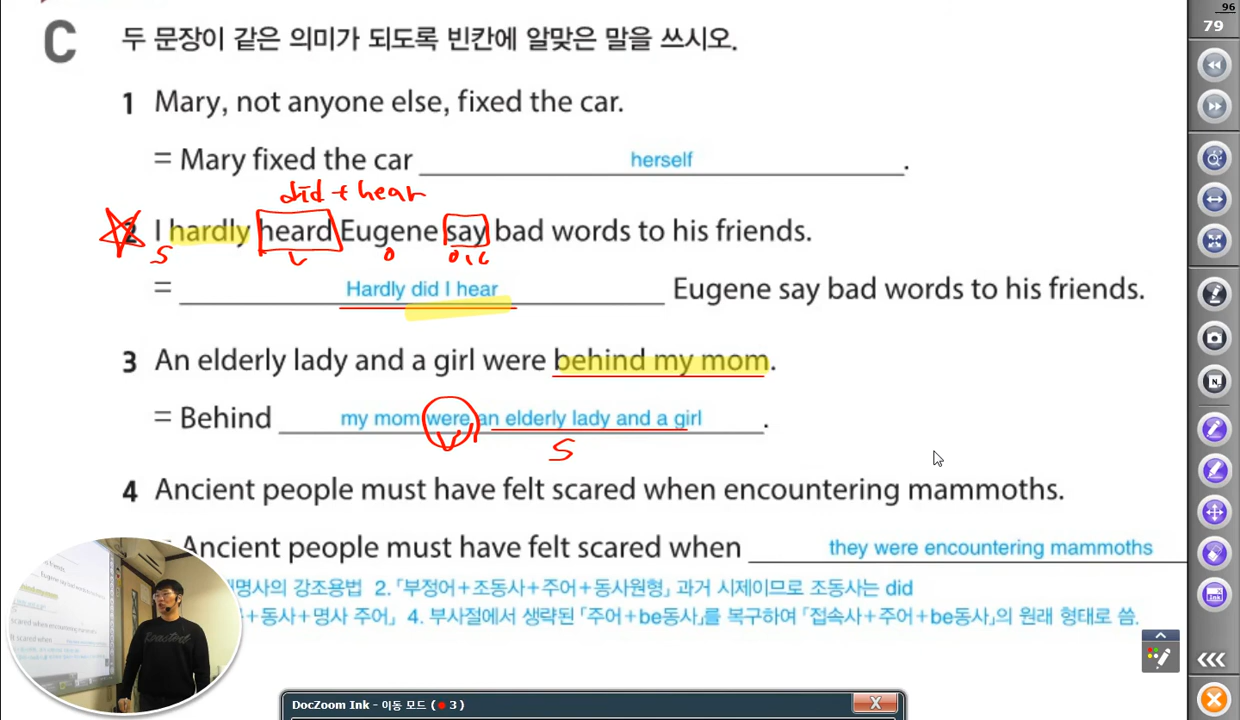 96
79
C 두 문장이 같은 의미가 되도록 빈칸에 알맞은 말을 쓰시오.
1 Mary, not anyone else, fixed the car.
= Mary fixed the car herself.
did + hear
2 I hardly heard Eugene say bad words to his friends.
S V O O.C
= Hardly did I hear Eugene say bad words to his friends.
3 An elderly lady and a girl were behind my mom.
= Behind my mom were an elderly lady and a girl.
V S
4 Ancient people must have felt scared when encountering mammoths.
Ancient people must have felt scared when they were encountering mammoths
명사의 강조용법 2.「부정어+조동사+주어+동사원형」 과거 시제이므로 조동사는 did
+동사+명사 주어」 4. 부사절에서 생략된 「주어+be동사」를 복구하여 「접속사+주어+be동사」의 원래 형태로 씀.
DocZoom Ink - 이동 모드 ( 3 )